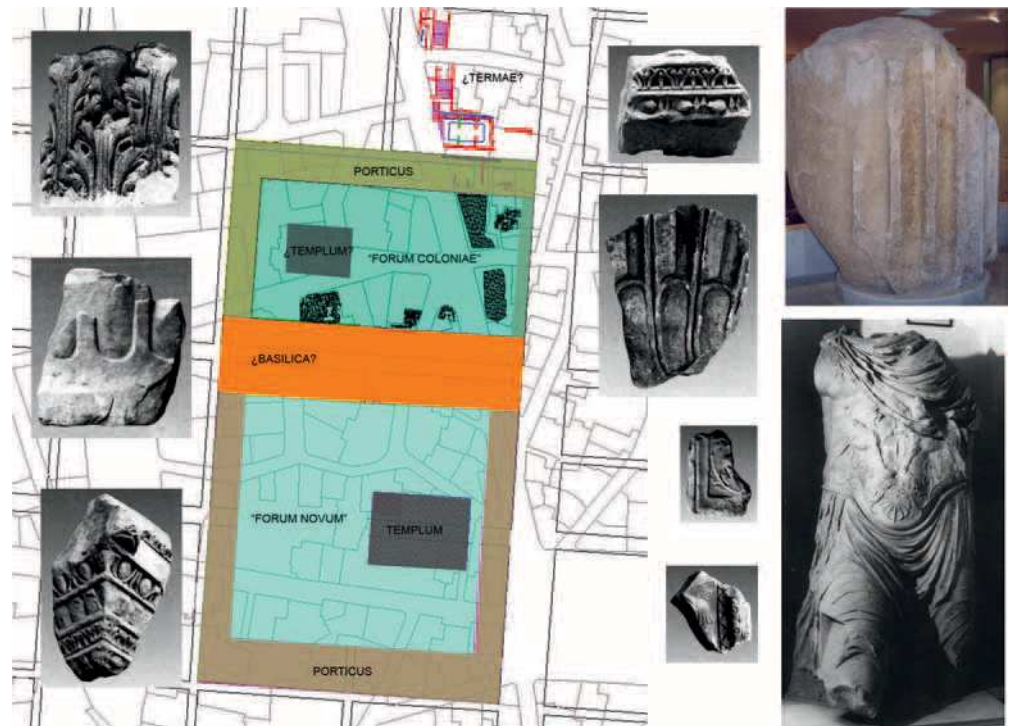 ¿TERMAE?
PORTICUS
¿TEMPLUM?
"FORUM COLONIAE"
¿BASILICA?
"FORUM NOVUM"
TEMPLUM
PORTICUS